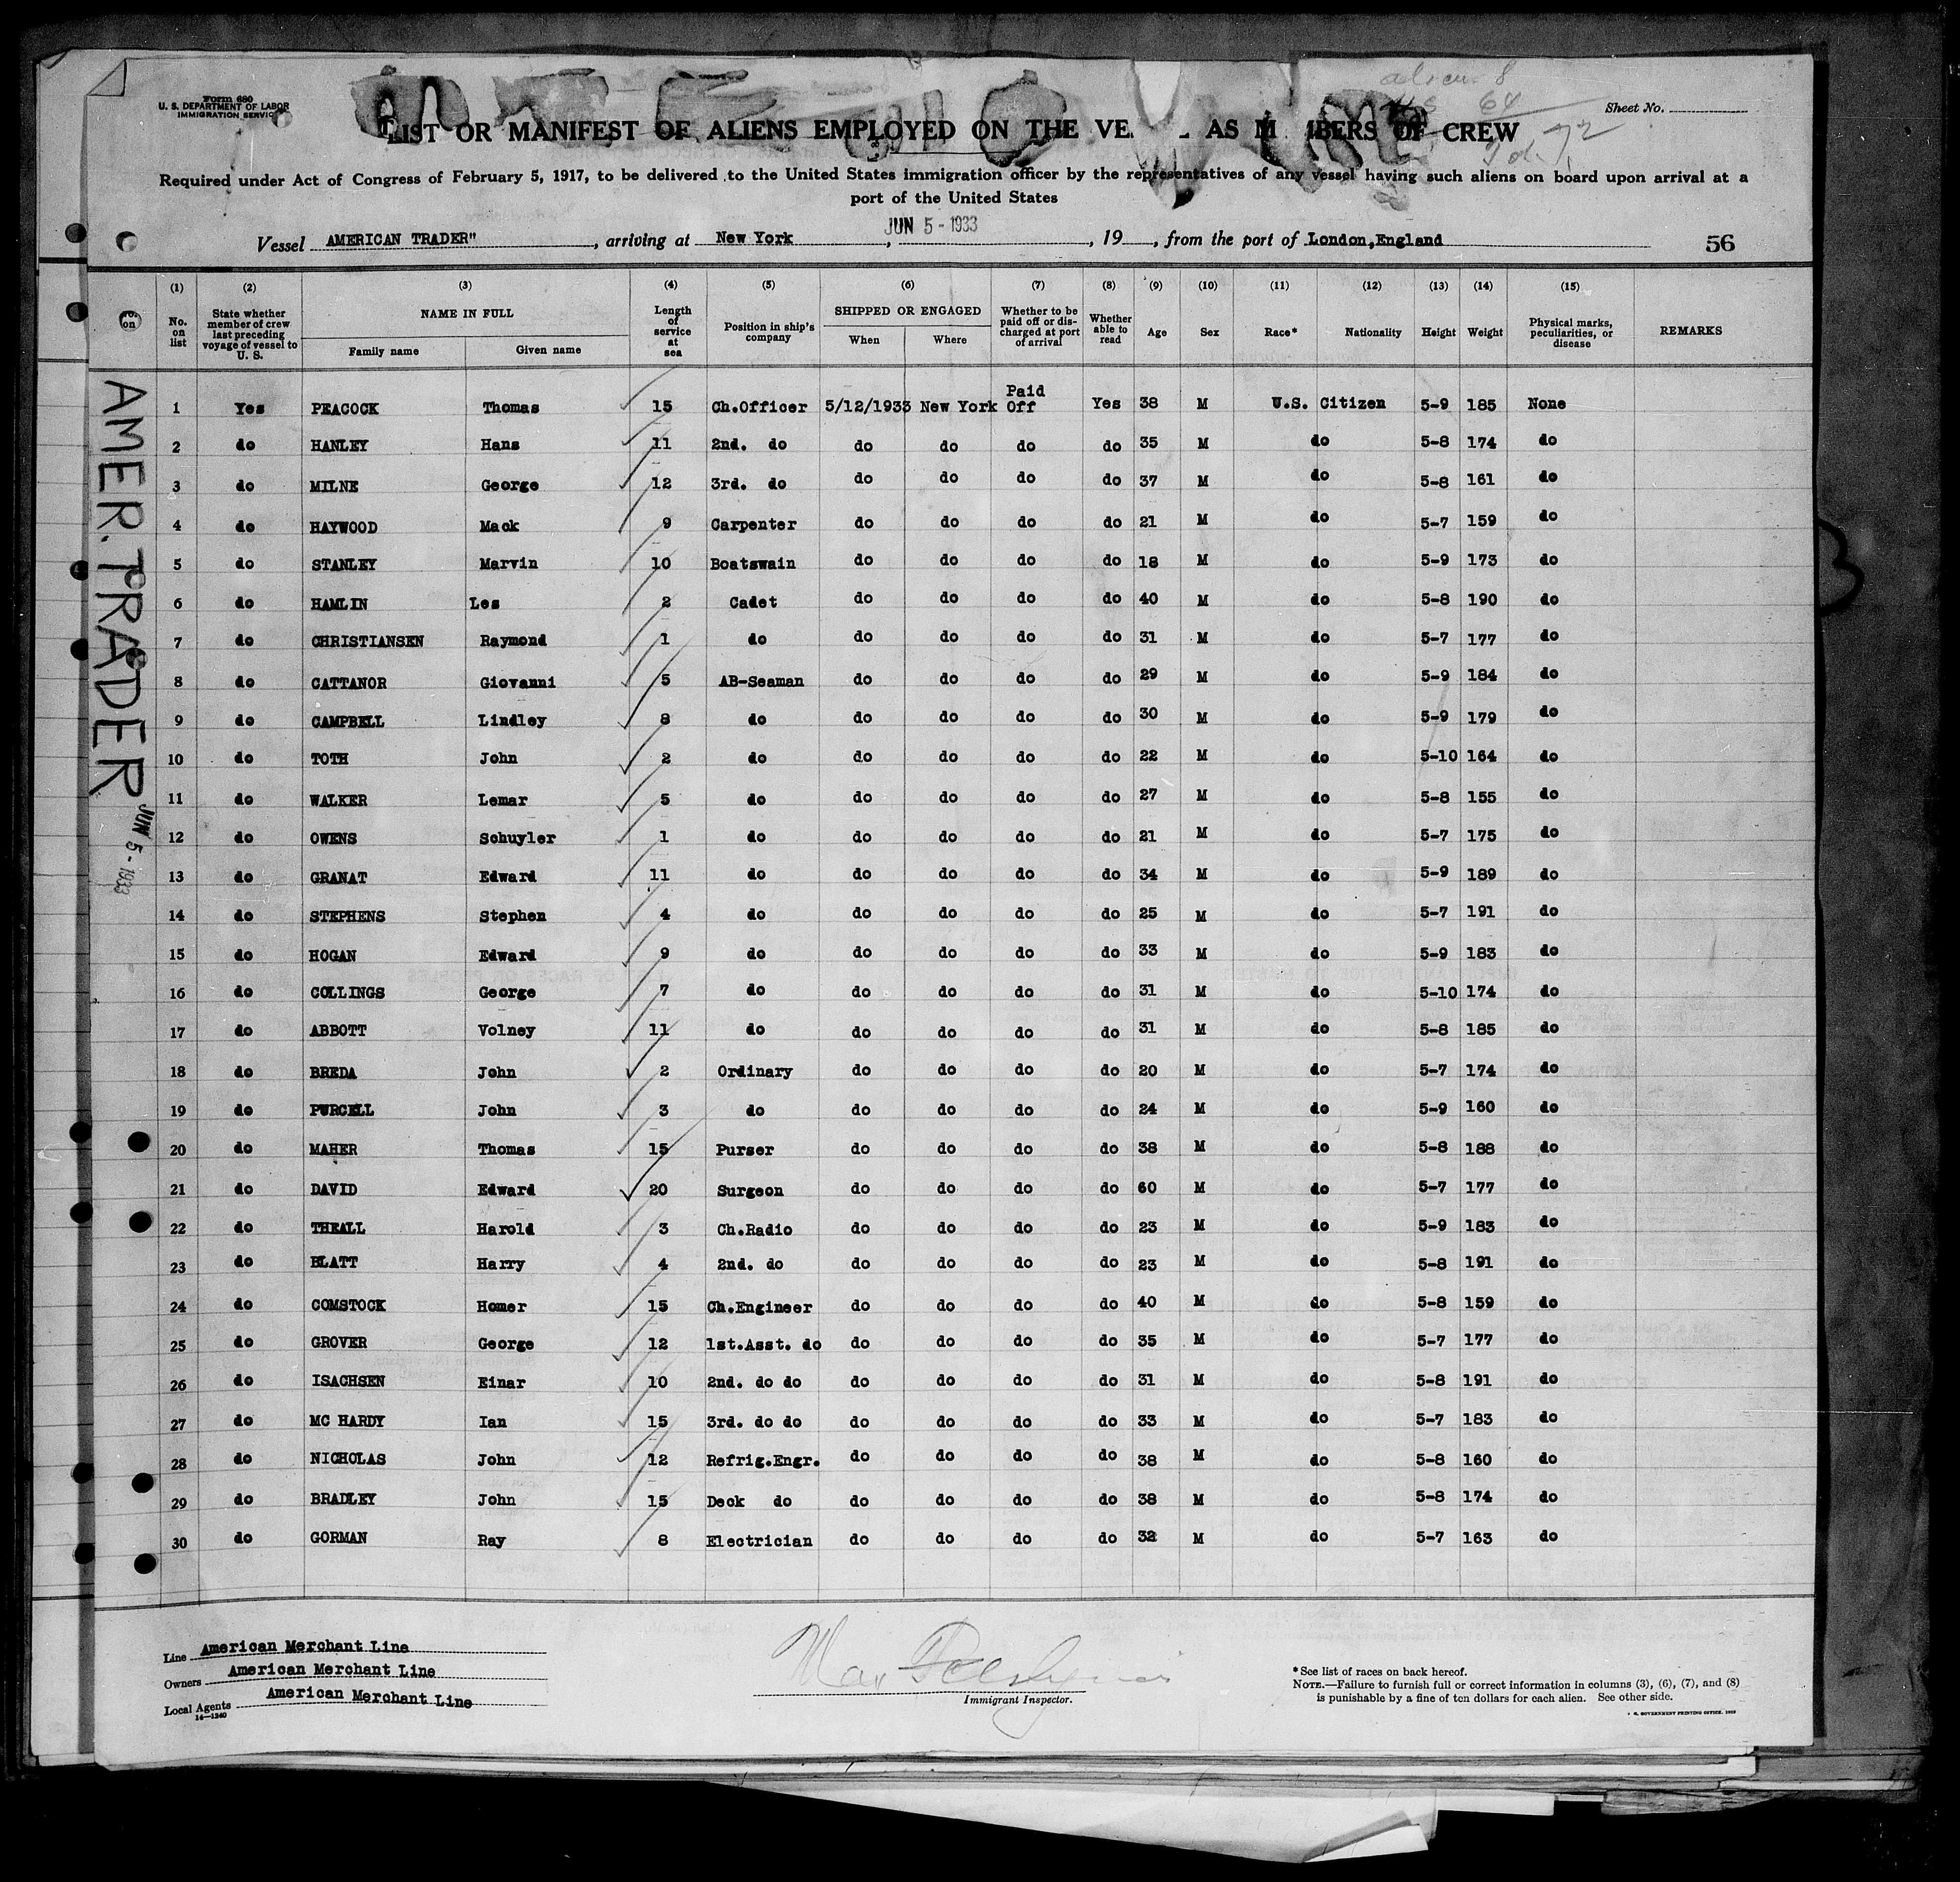 Form 680
U. S. DEPARTMENT OF LABOR
IMMIGRATION SERVICE
aliens 8
US 64
72
Sheet No.
LIST OR MANIFEST OF ALIENS EMPLOYED ON THE VE L AS M MBERS OF CREW
Required under Act of Congress of February 5, 1917, to be delivered to the United States immigration officer by the representatives of any vessel having such aliens on board upon arrival at a
port of the United States
Vessel AMERICAN TRADER", arriving at New York, JUN 5 - 1933, 19 , from the port of London,England 56
(1) (2) (3) (4) (5) (6) (7) (8) (9) (10) (11) (12) (13) (14) (15)
No. on list State whether member of crew last preceding voyage of vessel to U. S. NAME IN FULL Family name Given name Length of service at sea Position in ship's company SHIPPED OR ENGAGED When Where Whether to be paid off or discharged at port of arrival Whether able to read Age Sex Race* Nationality Height Weight Physical marks, peculiarities, or disease REMARKS
1 Yes PEACOCK Thomas 15 Ch.Officer 5/12/1933 New York Paid Off Yes 38 M U.S. Citizen 5-9 185 None
2 do HANLEY Hans 11 2nd. do do do do do 35 M do 5-8 174 do
3 do MILNE George 12 3rd. do do do do do 37 M do 5-8 161 do
4 do HAYWOOD Mack 9 Carpenter do do do do 21 M do 5-7 159 do
5 do STANLEY Marvin 10 Boatswain do do do do 18 M do 5-9 173 do
6 do HAMLIN Les 2 Cadet do do do do 40 M do 5-8 190 do
7 do CHRISTIANSEN Raymond 1 do do do do do 31 M do 5-7 177 do
8 do CATTANOR Giovanni 5 AB-Seaman do do do do 29 M do 5-9 184 do
9 do CAMPBELL Lindley 8 do do do do do 30 M do 5-9 179 do
10 do TOTH John 2 do do do do do 22 M do 5-10 164 do
11 do WALKER Lemar 5 do do do do do 27 M do 5-8 155 do
12 do OWENS Schuyler 1 do do do do do 21 M do 5-7 175 do
13 do GRANAT Edward 11 do do do do do 34 M do 5-9 189 do
14 do STEPHENS Stephen 4 do do do do do 25 M do 5-7 191 do
15 do HOGAN Edward 9 do do do do do 33 M do 5-9 183 do
16 do COLLINGS George 7 do do do do do 31 M do 5-10 174 do
17 do ABBOTT Volney 11 do do do do do 31 M do 5-8 185 do
18 do BREDA John 2 Ordinary do do do do 20 M do 5-7 174 do
19 do PURCELL John 3 do do do do do 24 M do 5-9 160 do
20 do MAHER Thomas 15 Purser do do do do 38 M do 5-8 188 do
21 do DAVID Edward 20 Surgeon do do do do 60 M do 5-7 177 do
22 do THEALL Harold 3 Ch.Radio do do do do 23 M do 5-9 183 do
23 do BLATT Harry 4 2nd. do do do do do 23 M do 5-8 191 do
24 do COMSTOCK Homer 15 Ch.Engineer do do do do 40 M do 5-8 159 do
25 do GROVER George 12 1st.Asst. do do do do do 35 M do 5-7 177 do
26 do ISACHSEN Einar 10 2nd. do do do do do do 31 M do 5-8 191 do
27 do MC HARDY Ian 15 3rd. do do do do do do 33 M do 5-7 183 do
28 do NICHOLAS John 12 Refrig.Engr. do do do do 38 M do 5-8 160 do
29 do BRADLEY John 15 Deck do do do do do 38 M do 5-8 174 do
30 do GORMAN Ray 8 Electrician do do do do 32 M do 5-7 163 do
AMER. TRADER
JUN 5 - 1933
Line American Merchant Line
Owners American Merchant Line
Local Agents American Merchant Line
14—1240
Max
Immigrant Inspector.
*See list of races on back hereof.
NOTE.—Failure to furnish full or correct information in columns (3), (6), (7), and (8)
is punishable by a fine of ten dollars for each alien. See other side.
GOVERNMENT PRINTING OFFICE